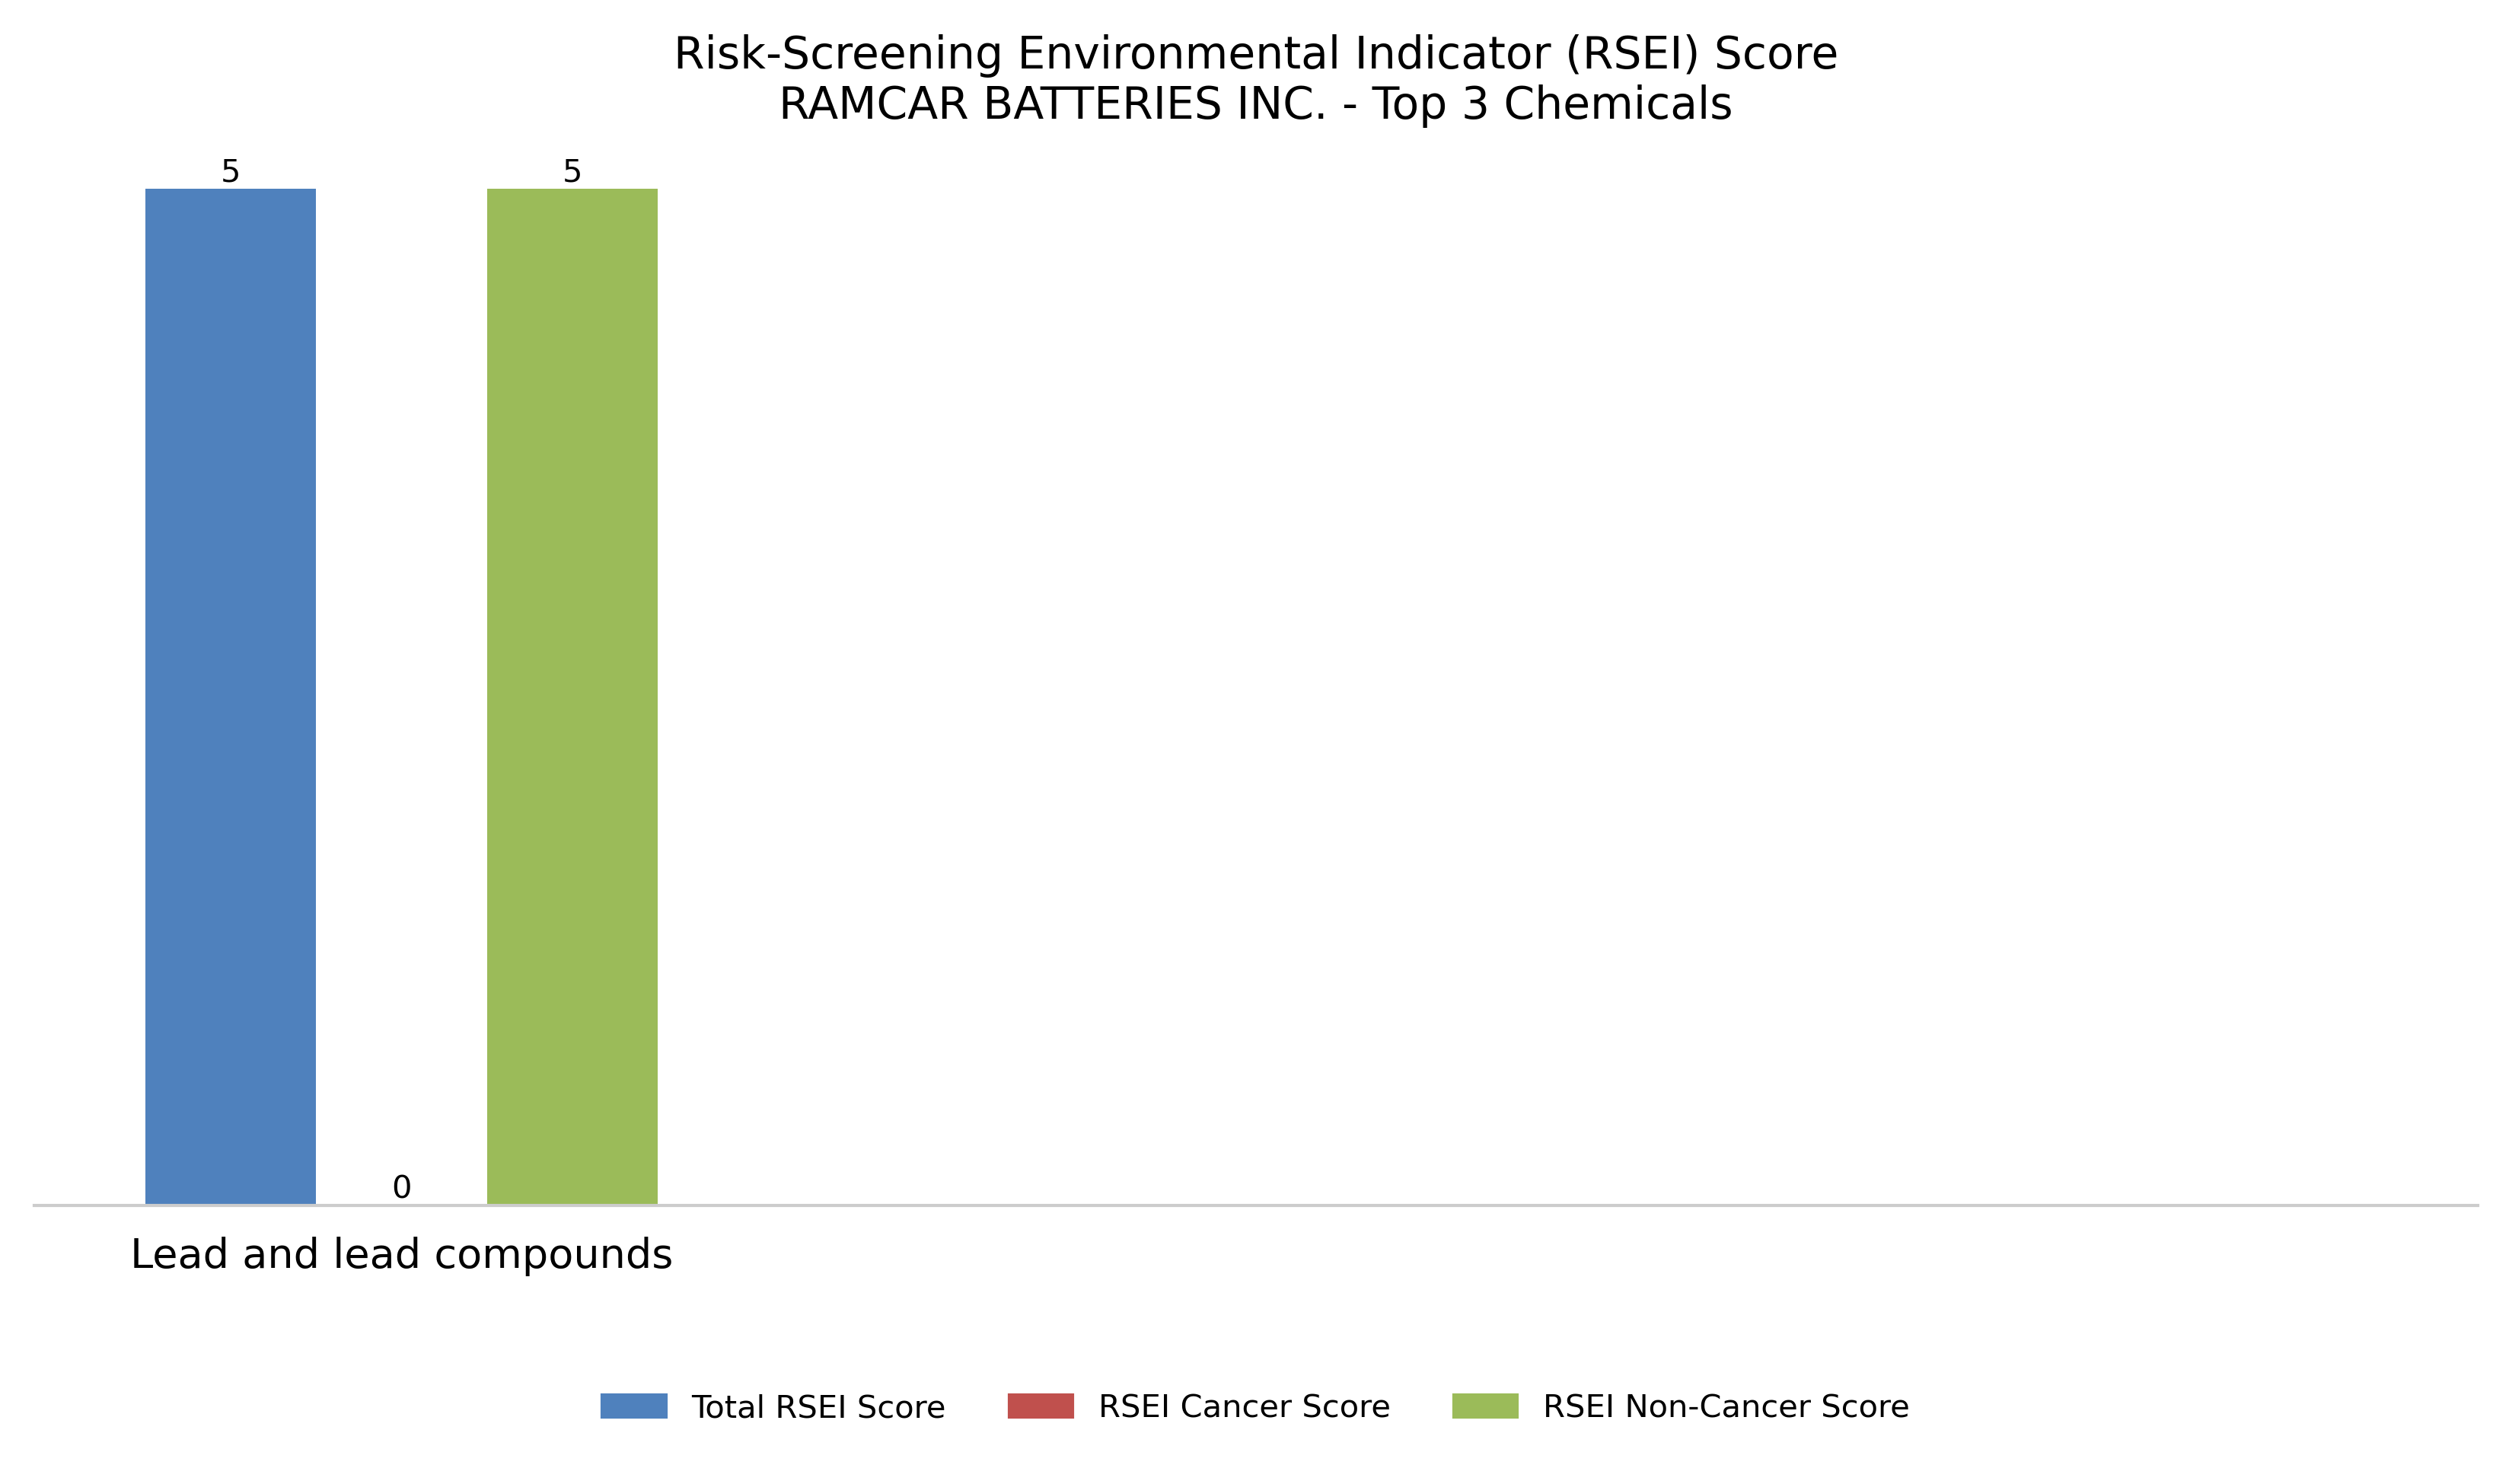 Risk-Screening Environmental Indicator (RSEI) Score
RAMCAR BATTERIES INC. - Top 3 Chemicals
5
5
0
Lead and lead compounds
Total RSEI Score
RSEI Cancer Score
RSEI Non-Cancer Score